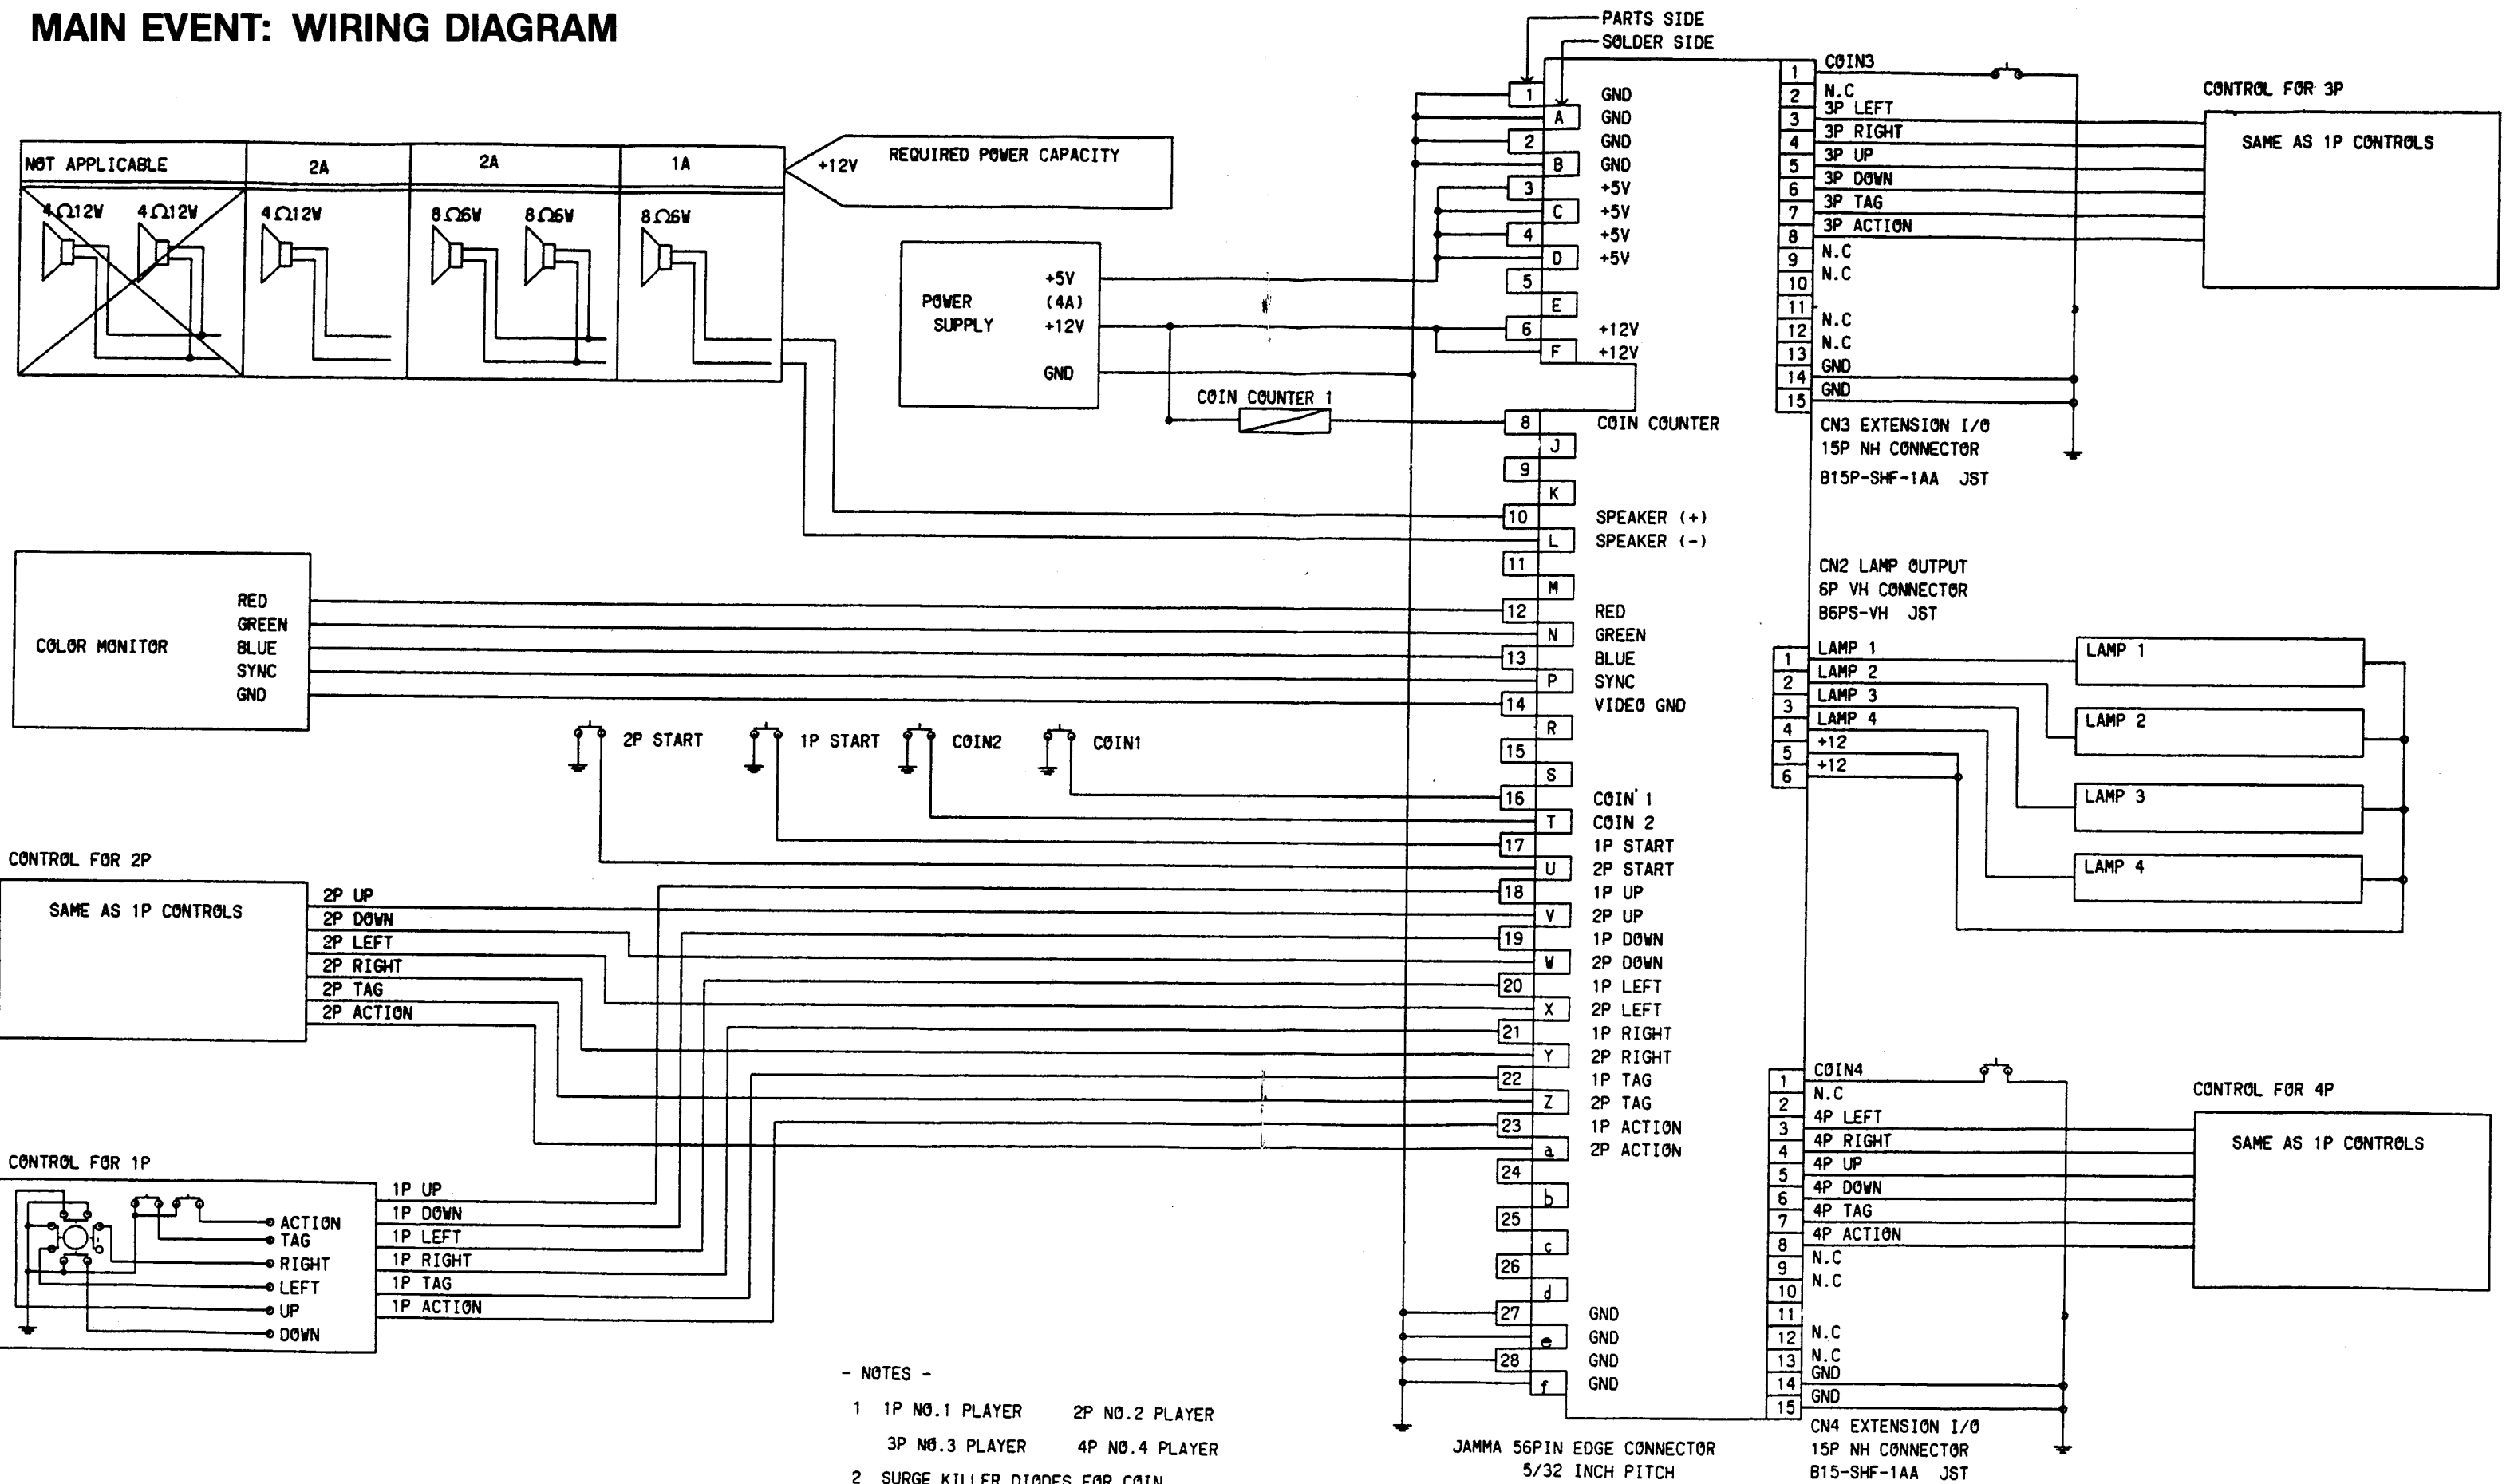 MAIN EVENT: WIRING DIAGRAM
PARTS SIDE
SOLDER SIDE
NOT APPLICABLE
2A
2A
1A
+12V
REQUIRED POWER CAPACITY
4Ω12W
4Ω12W
4Ω12W
8Ω6W
8Ω6W
8Ω6W
POWER SUPPLY
+5V
(4A)
+12V
GND
COIN COUNTER 1
COLOR MONITOR
RED
GREEN
BLUE
SYNC
GND
2P START
1P START
COIN2
COIN1
CONTROL FOR 2P
SAME AS 1P CONTROLS
2P UP
2P DOWN
2P LEFT
2P RIGHT
2P TAG
2P ACTION
CONTROL FOR 1P
ACTION
TAG
RIGHT
LEFT
UP
DOWN
1P UP
1P DOWN
1P LEFT
1P RIGHT
1P TAG
1P ACTION
1 GND
A GND
2 GND
B GND
3 +5V
C +5V
4 +5V
D +5V
5
E
6 +12V
F +12V
8 COIN COUNTER
J
9
K
10 SPEAKER (+)
L SPEAKER (-)
11
M
12 RED
N GREEN
13 BLUE
P SYNC
14 VIDEO GND
R
15
S
16 COIN 1
T COIN 2
17 1P START
U 2P START
18 1P UP
V 2P UP
19 1P DOWN
W 2P DOWN
20 1P LEFT
X 2P LEFT
21 1P RIGHT
Y 2P RIGHT
22 1P TAG
Z 2P TAG
23 1P ACTION
a 2P ACTION
24
b
25
c
26
d
27 GND
e GND
28 GND
f GND
JAMMA 56PIN EDGE CONNECTOR
5/32 INCH PITCH
1 COIN3
2 N.C
3 3P LEFT
4 3P RIGHT
5 3P UP
6 3P DOWN
7 3P TAG
8 3P ACTION
9 N.C
10 N.C
11
12 N.C
13 N.C
14 GND
15 GND
CONTROL FOR 3P
SAME AS 1P CONTROLS
CN3 EXTENSION I/O
15P NH CONNECTOR
B15P-SHF-1AA JST
CN2 LAMP OUTPUT
6P VH CONNECTOR
B6PS-VH JST
1 LAMP 1
2 LAMP 2
3 LAMP 3
4 LAMP 4
5 +12
6 +12
LAMP 1
LAMP 2
LAMP 3
LAMP 4
1 COIN4
2 N.C
3 4P LEFT
4 4P RIGHT
5 4P UP
6 4P DOWN
7 4P TAG
8 4P ACTION
9 N.C
10 N.C
11
12 N.C
13 N.C
14 GND
15 GND
CONTROL FOR 4P
SAME AS 1P CONTROLS
CN4 EXTENSION I/O
15P NH CONNECTOR
B15-SHF-1AA JST
- NOTES -
1 1P NO.1 PLAYER 2P NO.2 PLAYER
3P NO.3 PLAYER 4P NO.4 PLAYER
2 SURGE KILLER DIODES FOR COIN